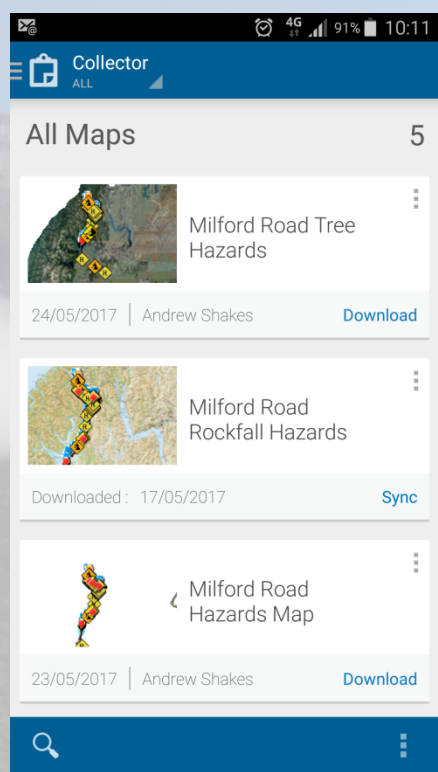 4G 91% 10:11
Collector
ALL
All Maps 5
Milford Road Tree
Hazards
24/05/2017 Andrew Shakes Download
Milford Road
Rockfall Hazards
Downloaded : 17/05/2017 Sync
Milford Road
Hazards Map
23/05/2017 Andrew Shakes Download